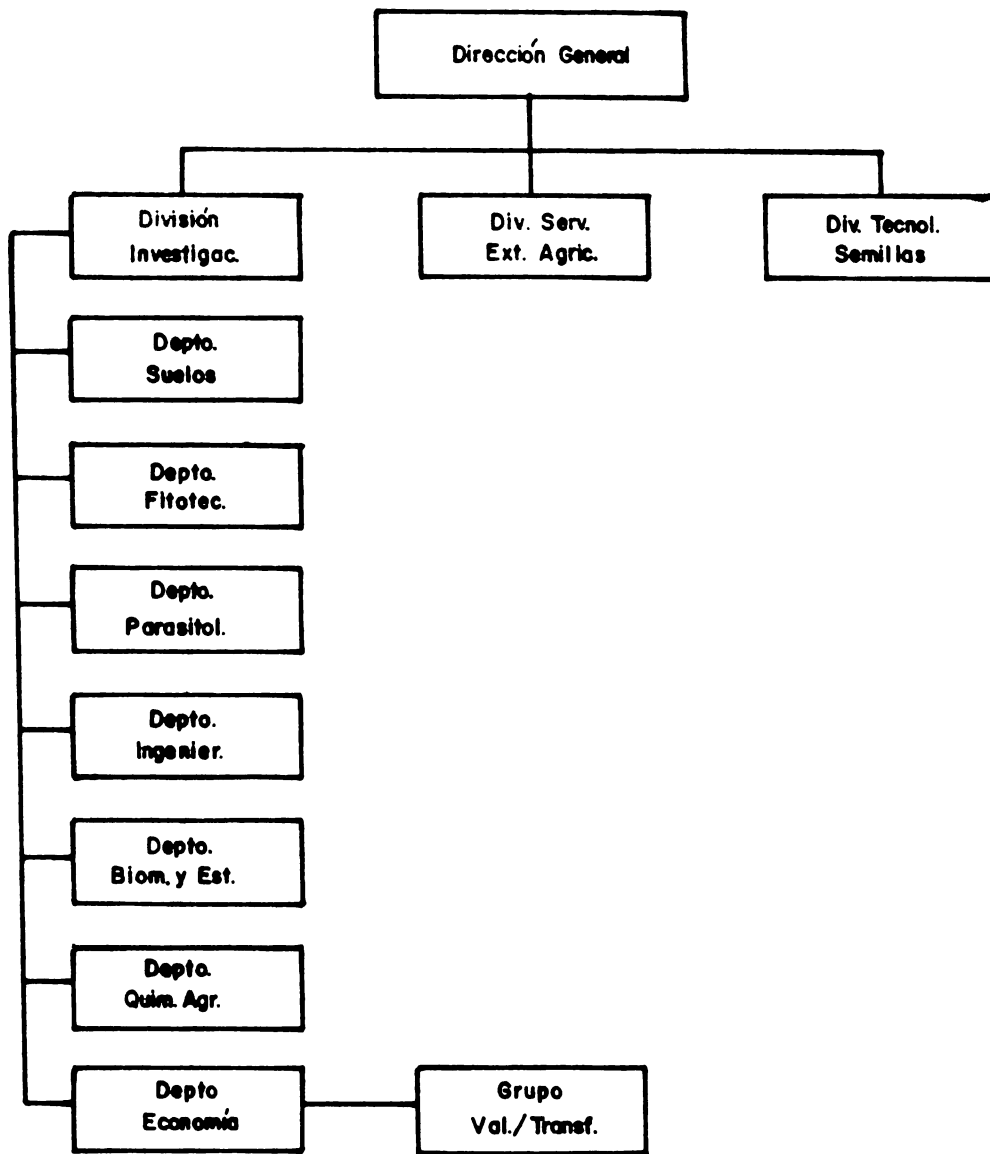 Dirección General
División
Investigac.
Div. Serv.
Ext. Agric.
Div. Tecnol.
Semillas
Depto.
Suelos
Depto.
Fitotec.
Depto.
Parasitol.
Depto.
Ingenier.
Depto.
Biom. y Est.
Depto.
Quim. Agr.
Depto
Economía
Grupo
Val./Transf.